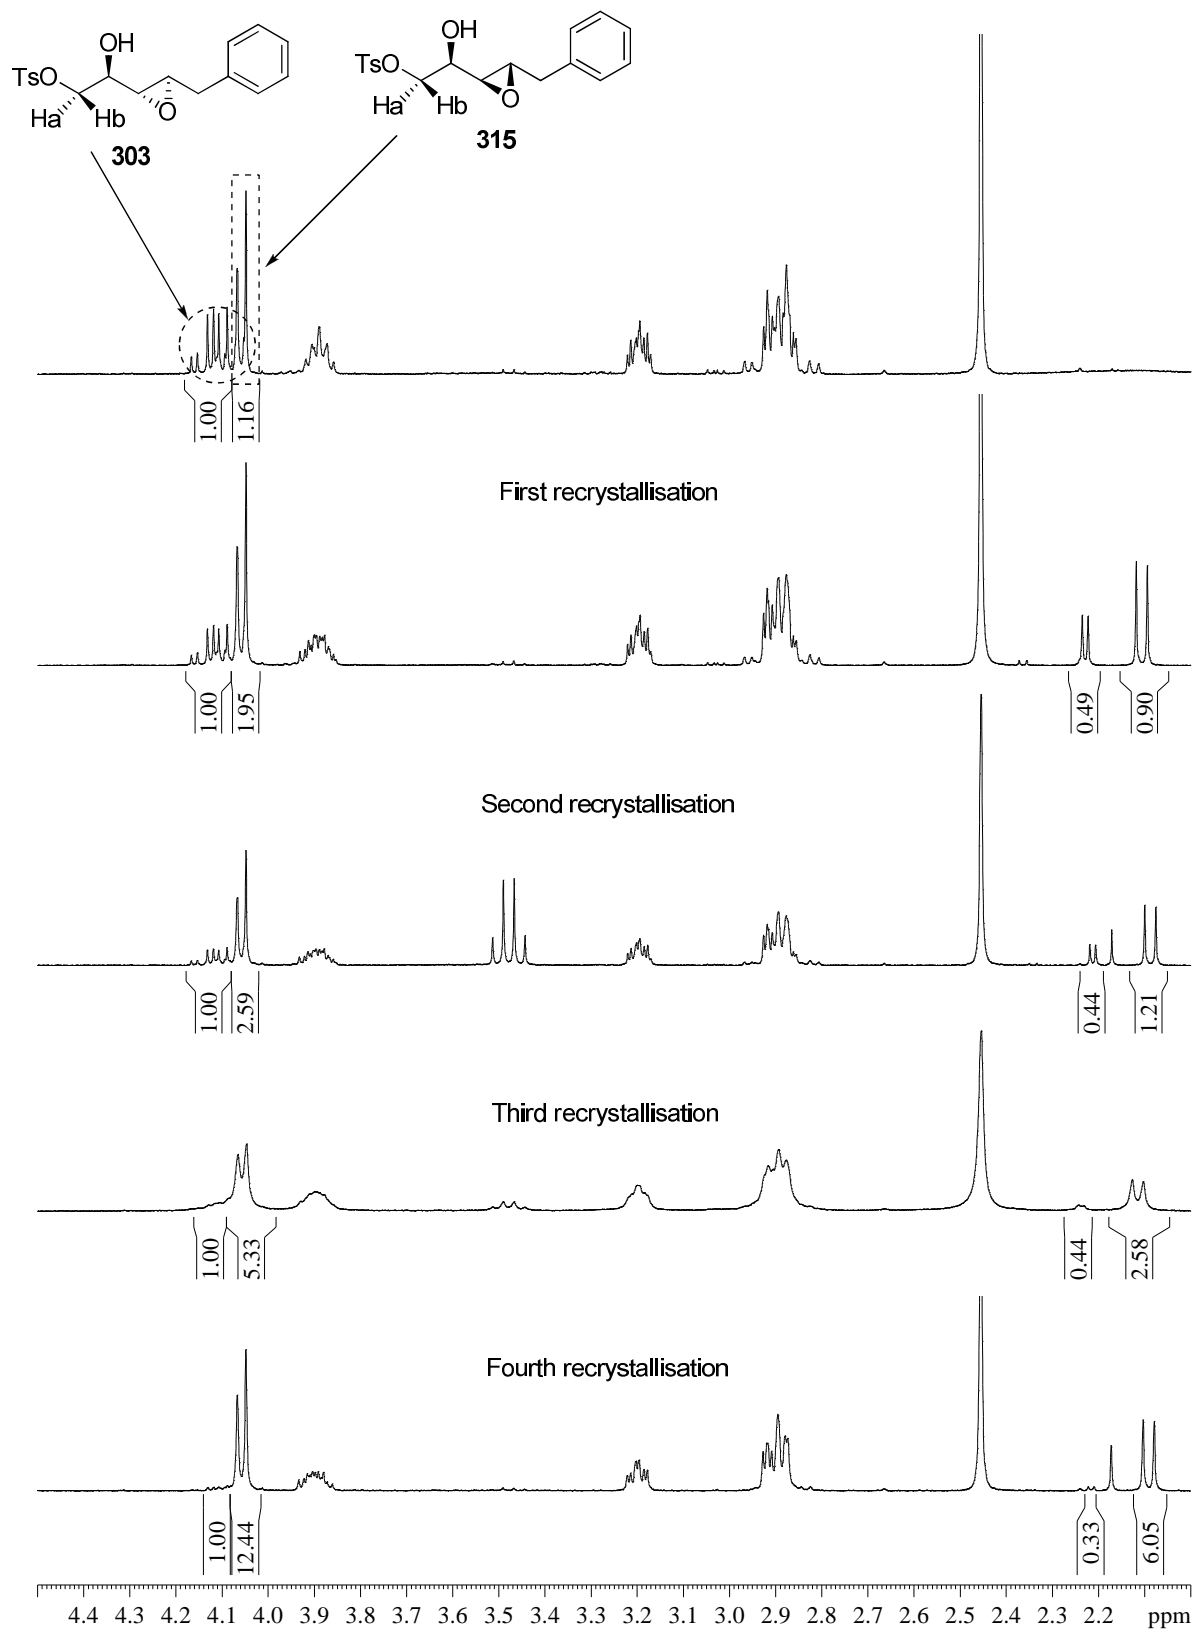 OH
TsO
Ha Hb
O
303
OH
TsO
Ha Hb
O
315
1.00 1.16
First recrystallisation
1.00 1.95 0.49 0.90
Second recrystallisation
1.00 2.59 0.44 1.21
Third recrystallisation
1.00 5.33 0.44 2.58
Fourth recrystallisation
1.00 12.44 0.33 6.05
4.4 4.3 4.2 4.1 4.0 3.9 3.8 3.7 3.6 3.5 3.4 3.3 3.2 3.1 3.0 2.9 2.8 2.7 2.6 2.5 2.4 2.3 2.2 ppm